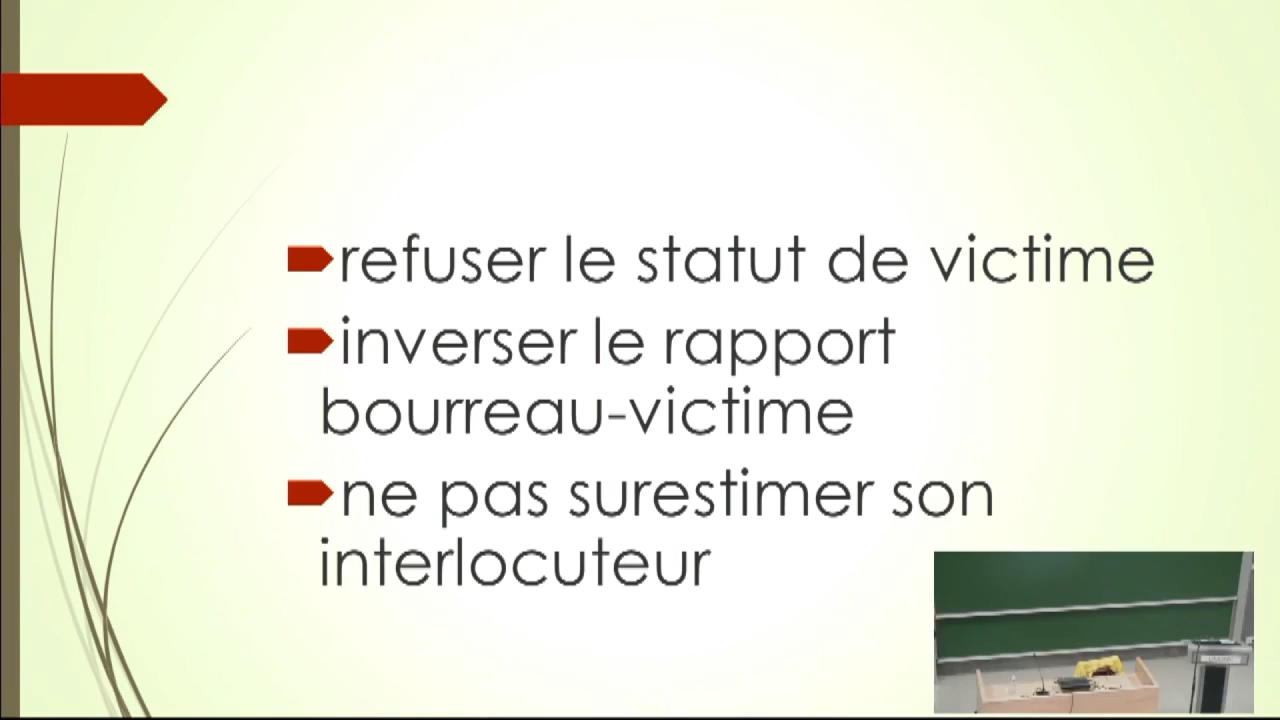 refuser le statut de victime
inverser le rapport
bourreau-victime
ne pas surestimer son
interlocuteur